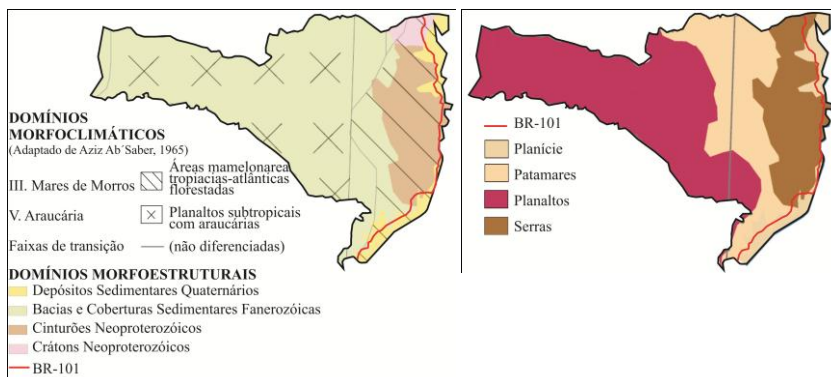 DOMÍNIOS
MORFOCLIMÁTICOS
(Adaptado de Aziz Ab´Saber, 1965)
III. Mares de Morros
Áreas mamelonarea
tropiacias-atlânticas
florestadas
V. Araucária
Planaltos subtropicais
com araucárias
Faixas de transição
(não diferenciadas)
DOMÍNIOS MORFOESTRUTURAIS
Depósitos Sedimentares Quaternários
Bacias e Coberturas Sedimentares Fanerozóicas
Cinturões Neoproterozóicos
Crátons Neoproterozóicos
BR-101
BR-101
Planície
Patamares
Planaltos
Serras